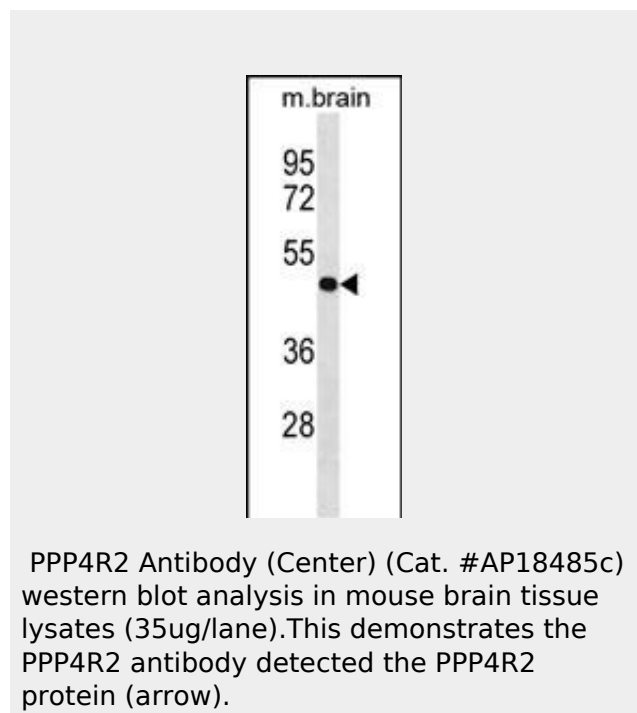 m.brain
95
72
55
36
28
PPP4R2 Antibody (Center) (Cat. #AP18485c)
western blot analysis in mouse brain tissue
lysates (35ug/lane).This demonstrates the
PPP4R2 antibody detected the PPP4R2
protein (arrow).